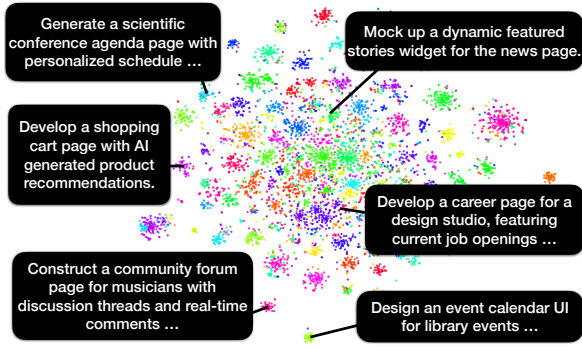 Generate a scientific
conference agenda page with
personalized schedule ...
Mock up a dynamic featured
stories widget for the news page.
Develop a shopping
cart page with AI
generated product
recommendations.
Develop a career page for a
design studio, featuring
current job openings ...
Construct a community forum
page for musicians with
discussion threads and real-time
comments ...
Design an event calendar UI
for library events ...